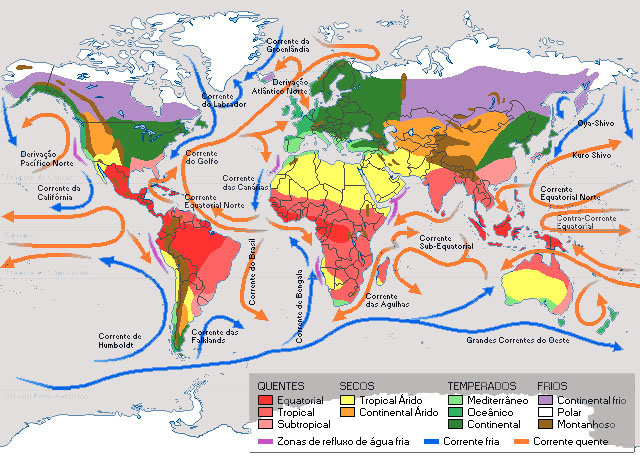 Corrente da
Groenlândia
Derivação
Atlântico Norte
Corrente
do Labrador
Oya-Shivo
Corrente
do Golfo
Kuro Shivo
Derivação
Pacífico Norte
Corrente da
Califórnia
Corrente
das Canárias
Corrente
Equatorial Norte
Corrente
Equatorial Norte
Contra-Corrente
Equatorial
Corrente
Sub-Equatorial
Corrente do Brasil
Corrente de Bengala
Corrente
das Agulhas
Corrente de
Humboldt
Corrente das
Falklands
Grandes Correntes do Oeste
QUENTES
SECOS
TEMPERADOS
FRIOS
Equatorial
Tropical Árido
Mediterrâneo
Continental frio
Tropical
Continental Árido
Oceânico
Polar
Subtropical
Continental
Montanhoso
Zonas de refluxo de água fria
Corrente fria
Corrente quente